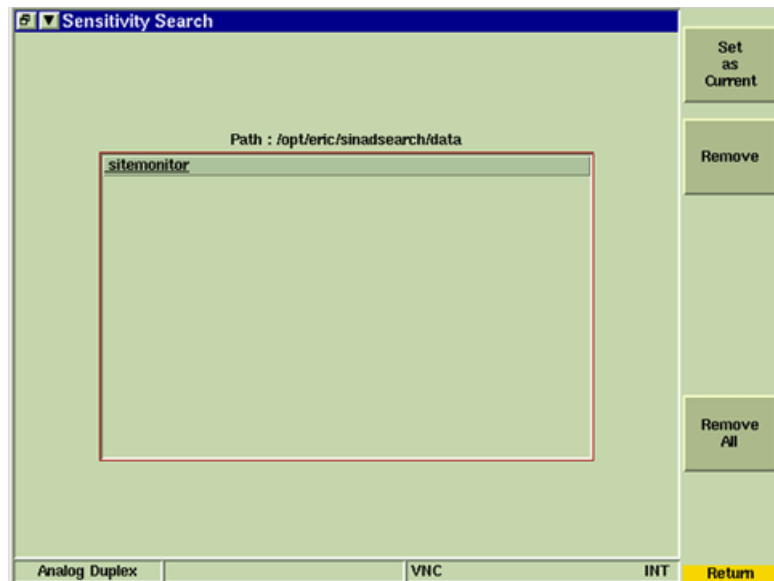 Sensitivity Search
Set
as
Current
Path : /opt/eric/sinadsearch/data
sitemonitor
Remove
Remove
All
Analog Duplex
VNC
INT
Return